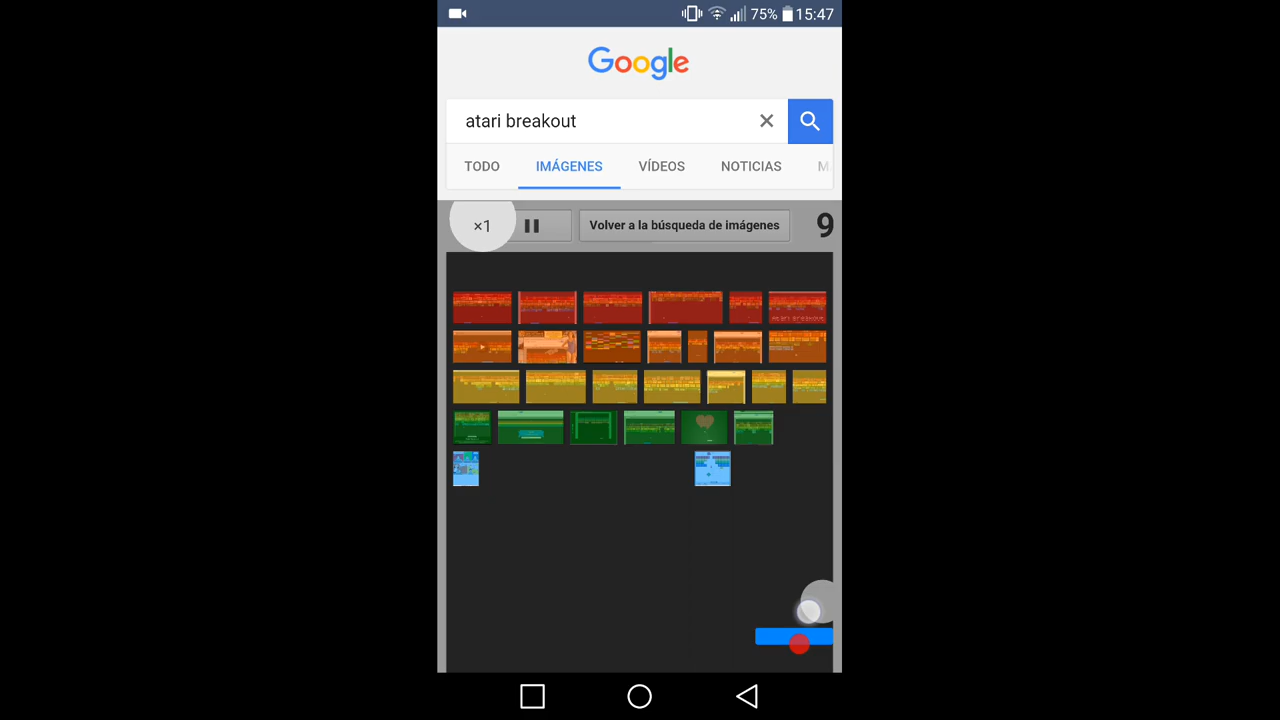 75% 15:47
Google
atari breakout
TODO IMÁGENES VÍDEOS NOTICIAS M
×1 Volver a la búsqueda de imágenes 9